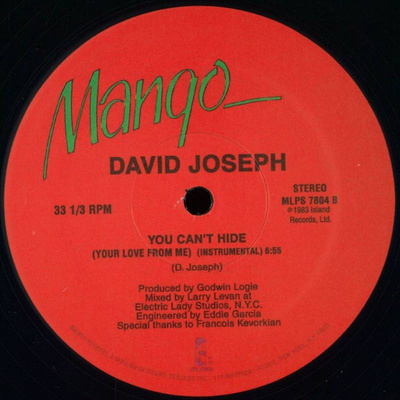 Mango
DAVID JOSEPH
33 1/3 RPM
STEREO
MLPS 7804 B
℗ 1983 Island
Records, Ltd.
YOU CAN'T HIDE
(YOUR LOVE FROM ME) (INSTRUMENTAL) 6:55
(D. Joseph)
Produced by Godwin Logie
Mixed by Larry Levan at
Electric Lady Studios, N.Y.C.
Engineered by Eddie Garcia
Special thanks to Francois Kevorkian